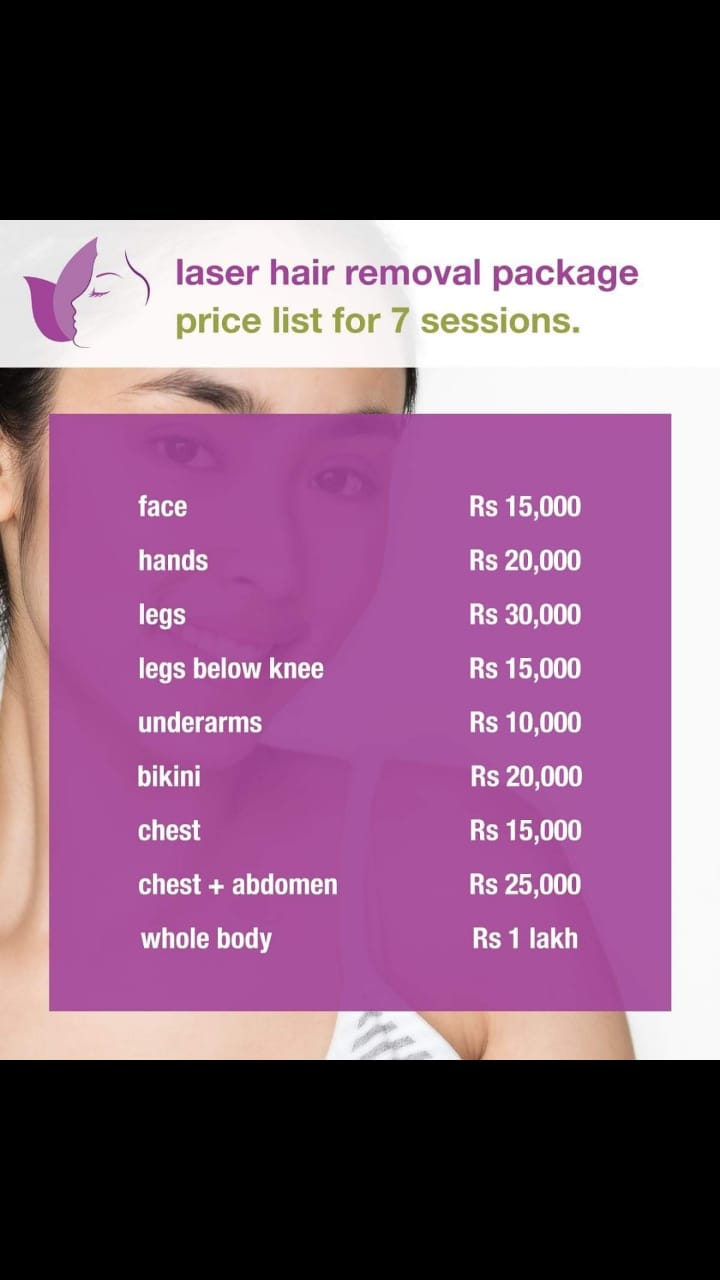 laser hair removal package
price list for 7 sessions.
face Rs 15,000
hands Rs 20,000
legs Rs 30,000
legs below knee Rs 15,000
underarms Rs 10,000
bikini Rs 20,000
chest Rs 15,000
chest + abdomen Rs 25,000
whole body Rs 1 lakh